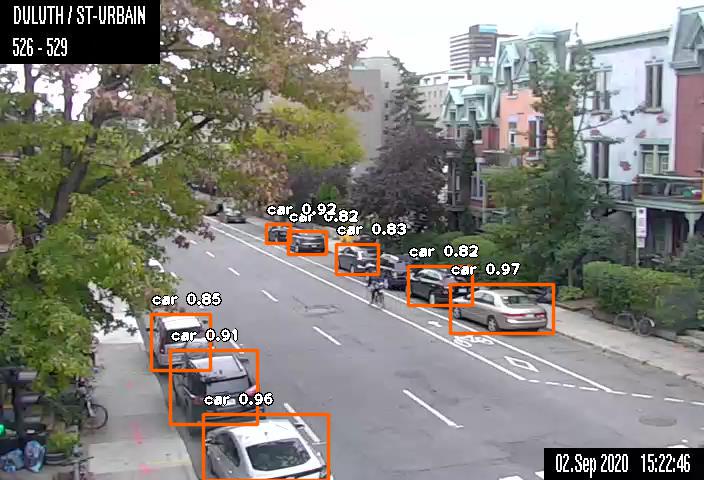 DULUTH / ST-URBAIN
526 - 529
car 0.92
car 0.82
car 0.83
car 0.82
car 0.97
car 0.85
car 0.91
car 0.96
02.Sep 2020 15:22:46